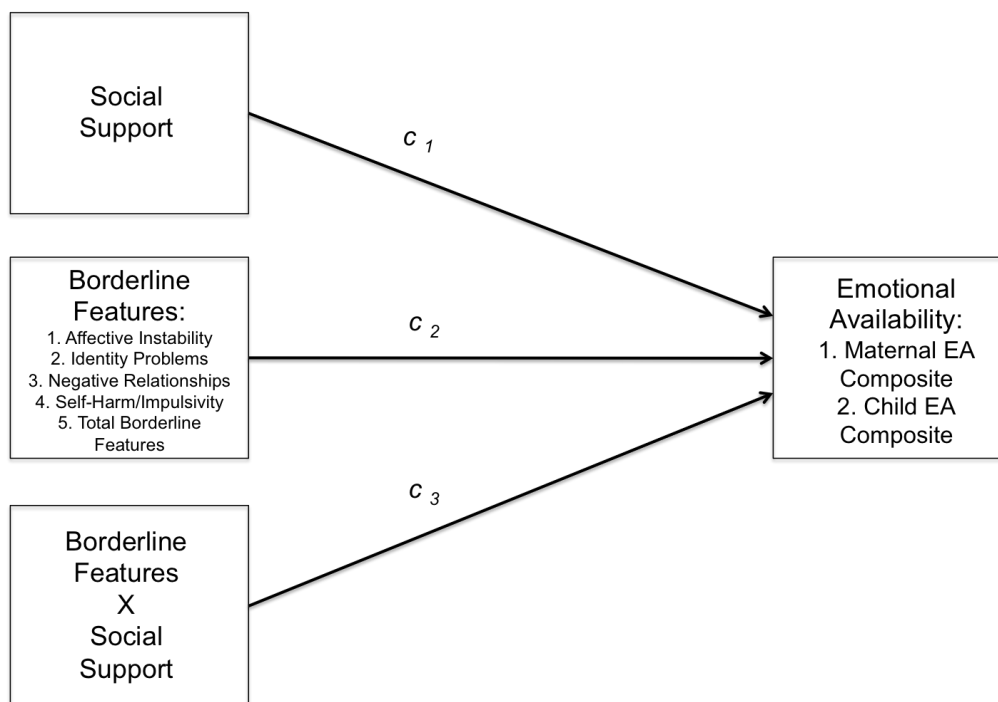 Social
Support
c 1
Borderline
Features:
1. Affective Instability
2. Identity Problems
3. Negative Relationships
4. Self-Harm/Impulsivity
5. Total Borderline
Features
c 2
Emotional
Availability:
1. Maternal EA
Composite
2. Child EA
Composite
c 3
Borderline
Features
X
Social
Support